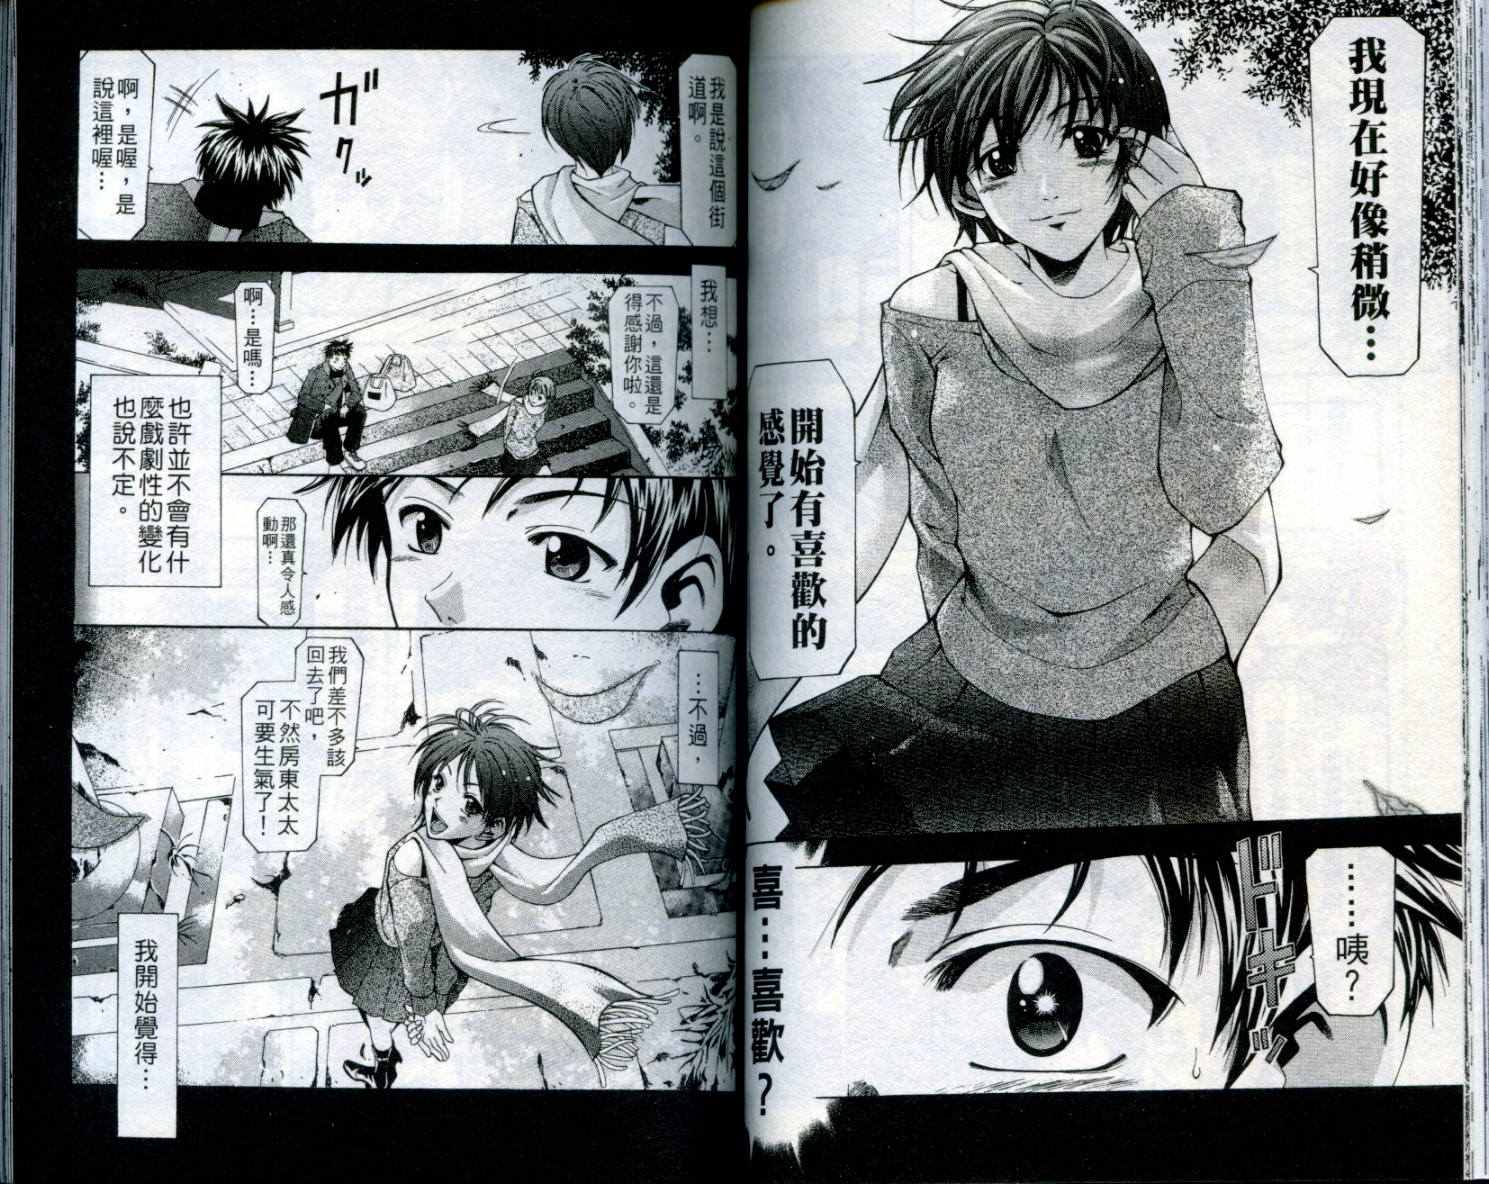 我現在好像稍微…
開始有喜歡的
感覺了。
……咦?
ドキン
喜…喜歡?
我是說這個街
道啊。
ガクッ
啊,是喔,是
說這裡喔…
我想…
不過,這還是
得感謝你啦。
啊…是嗎…
也許並不會有什
麼戲劇性的變化
也說不定。
那還真令人感
動啊…
…不過,
我們差不多該
回去了吧,
不然房東太太
可要生氣了!
我開始覺得…